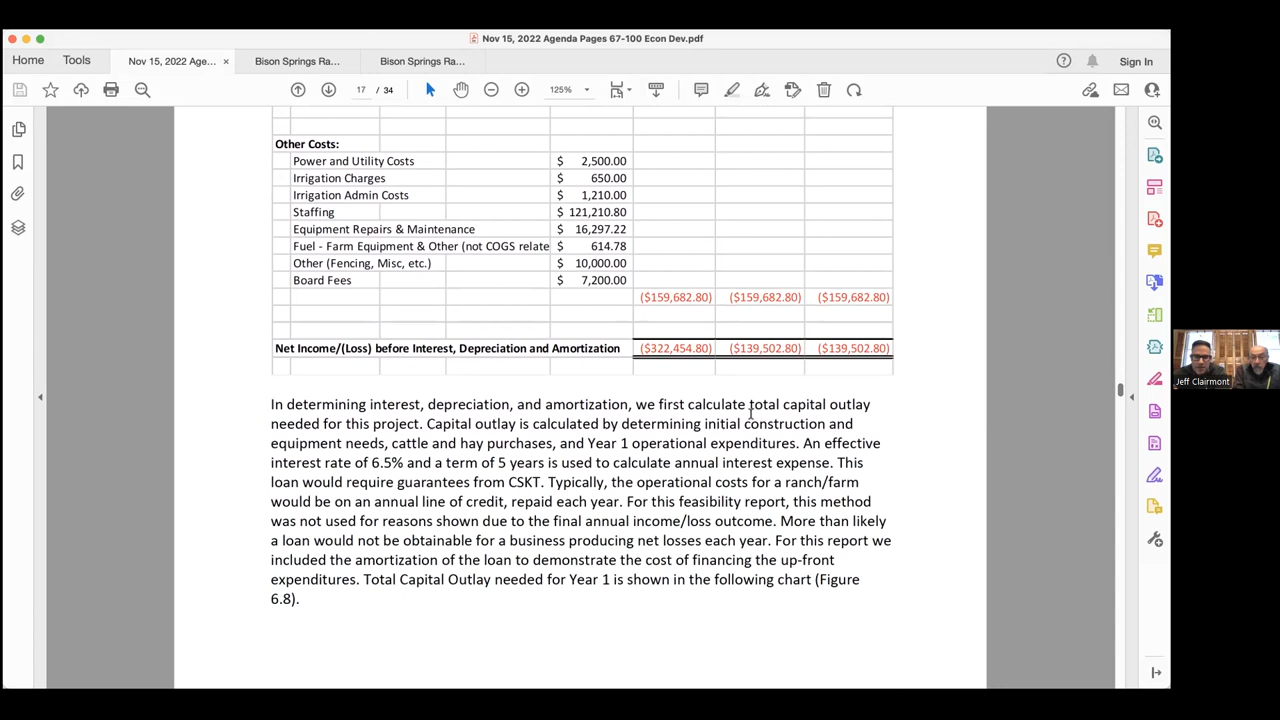 Nov 15, 2022 Agenda Pages 67-100 Econ Dev.pdf
Home Tools Nov 15, 2022 Age... × Bison Springs Ra... Bison Springs Ra... Sign In
17 / 34 125%
Other Costs:
Power and Utility Costs $ 2,500.00
Irrigation Charges $ 650.00
Irrigation Admin Costs $ 1,210.00
Staffing $ 121,210.80
Equipment Repairs & Maintenance $ 16,297.22
Fuel - Farm Equipment & Other (not COGS relate $ 614.78
Other (Fencing, Misc, etc.) $ 10,000.00
Board Fees $ 7,200.00
($159,682.80) ($159,682.80) ($159,682.80)
Net Income/(Loss) before Interest, Depreciation and Amortization ($322,454.80) ($139,502.80) ($139,502.80)
In determining interest, depreciation, and amortization, we first calculate total capital outlay
needed for this project. Capital outlay is calculated by determining initial construction and
equipment needs, cattle and hay purchases, and Year 1 operational expenditures. An effective
interest rate of 6.5% and a term of 5 years is used to calculate annual interest expense. This
loan would require guarantees from CSKT. Typically, the operational costs for a ranch/farm
would be on an annual line of credit, repaid each year. For this feasibility report, this method
was not used for reasons shown due to the final annual income/loss outcome. More than likely
a loan would not be obtainable for a business producing net losses each year. For this report we
included the amortization of the loan to demonstrate the cost of financing the up-front
expenditures. Total Capital Outlay needed for Year 1 is shown in the following chart (Figure
6.8).
Jeff Clairmont